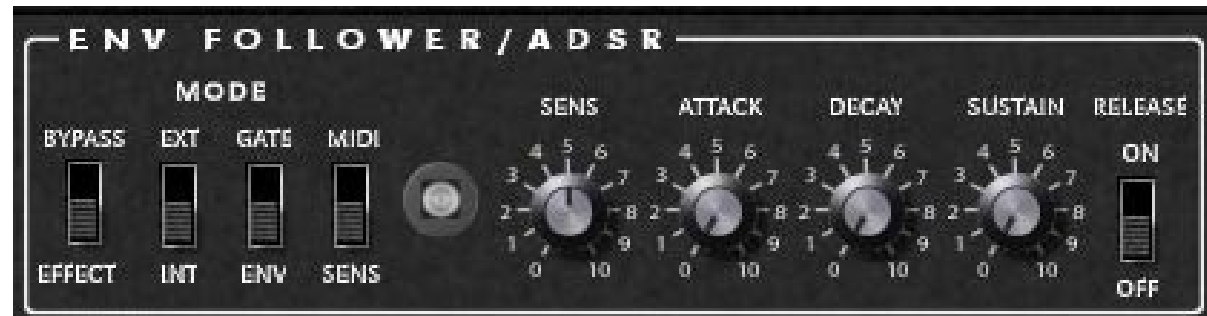 ENV FOLLOWER/ADSR
MODE
SENS ATTACK DECAY SUSTAIN RELEASE
BYPASS EXT GATE MIDI ON
4 5 6 4 5 6 4 5 6 4 5 6
3 7 3 7 3 7 3 7
2 8 2 8 2 8 2 8
1 9 1 9 1 9 1 9
EFFECT INT ENV SENS 0 10 0 10 0 10 0 10 OFF